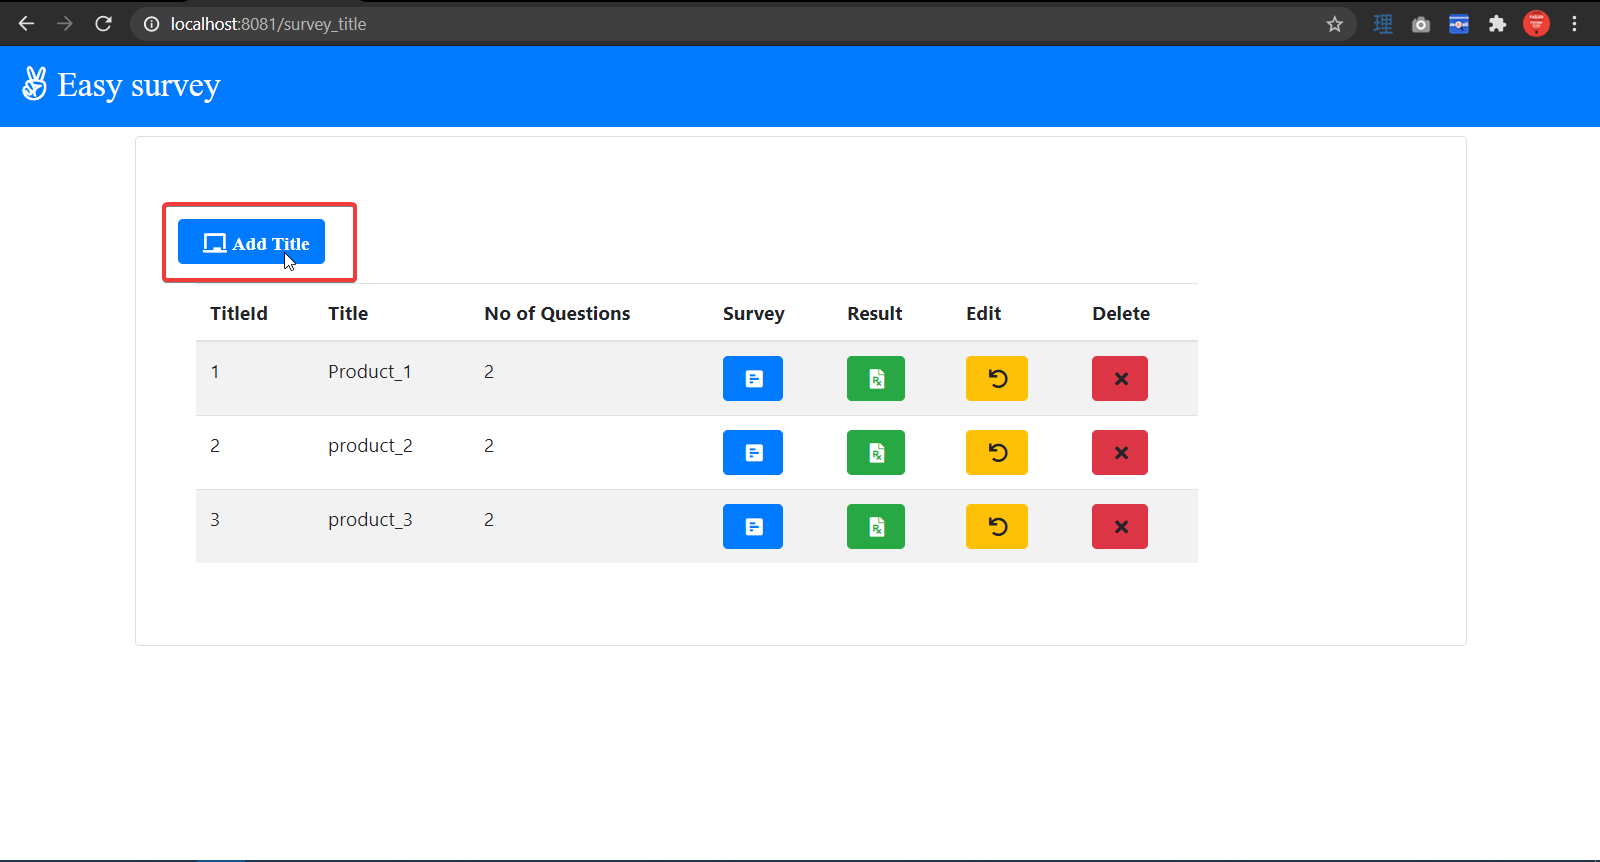 localhost:8081/survey_title
理
Easy survey
Add Title
TitleId Title No of Questions Survey Result Edit Delete
1 Product_1 2
2 product_2 2
3 product_3 2